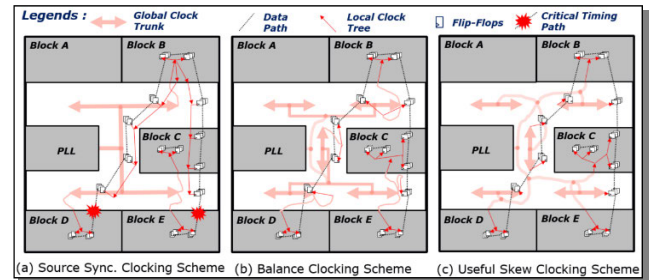 Legends : Global Clock Trunk Data Path Local Clock Tree Flip-Flops Critical Timing Path
Block A Block B Block A Block B Block A Block B
Block C Block C Block C
PLL PLL PLL
Block D Block E Block D Block E Block D Block E
(a) Source Sync. Clocking Scheme (b) Balance Clocking Scheme (c) Useful Skew Clocking Scheme